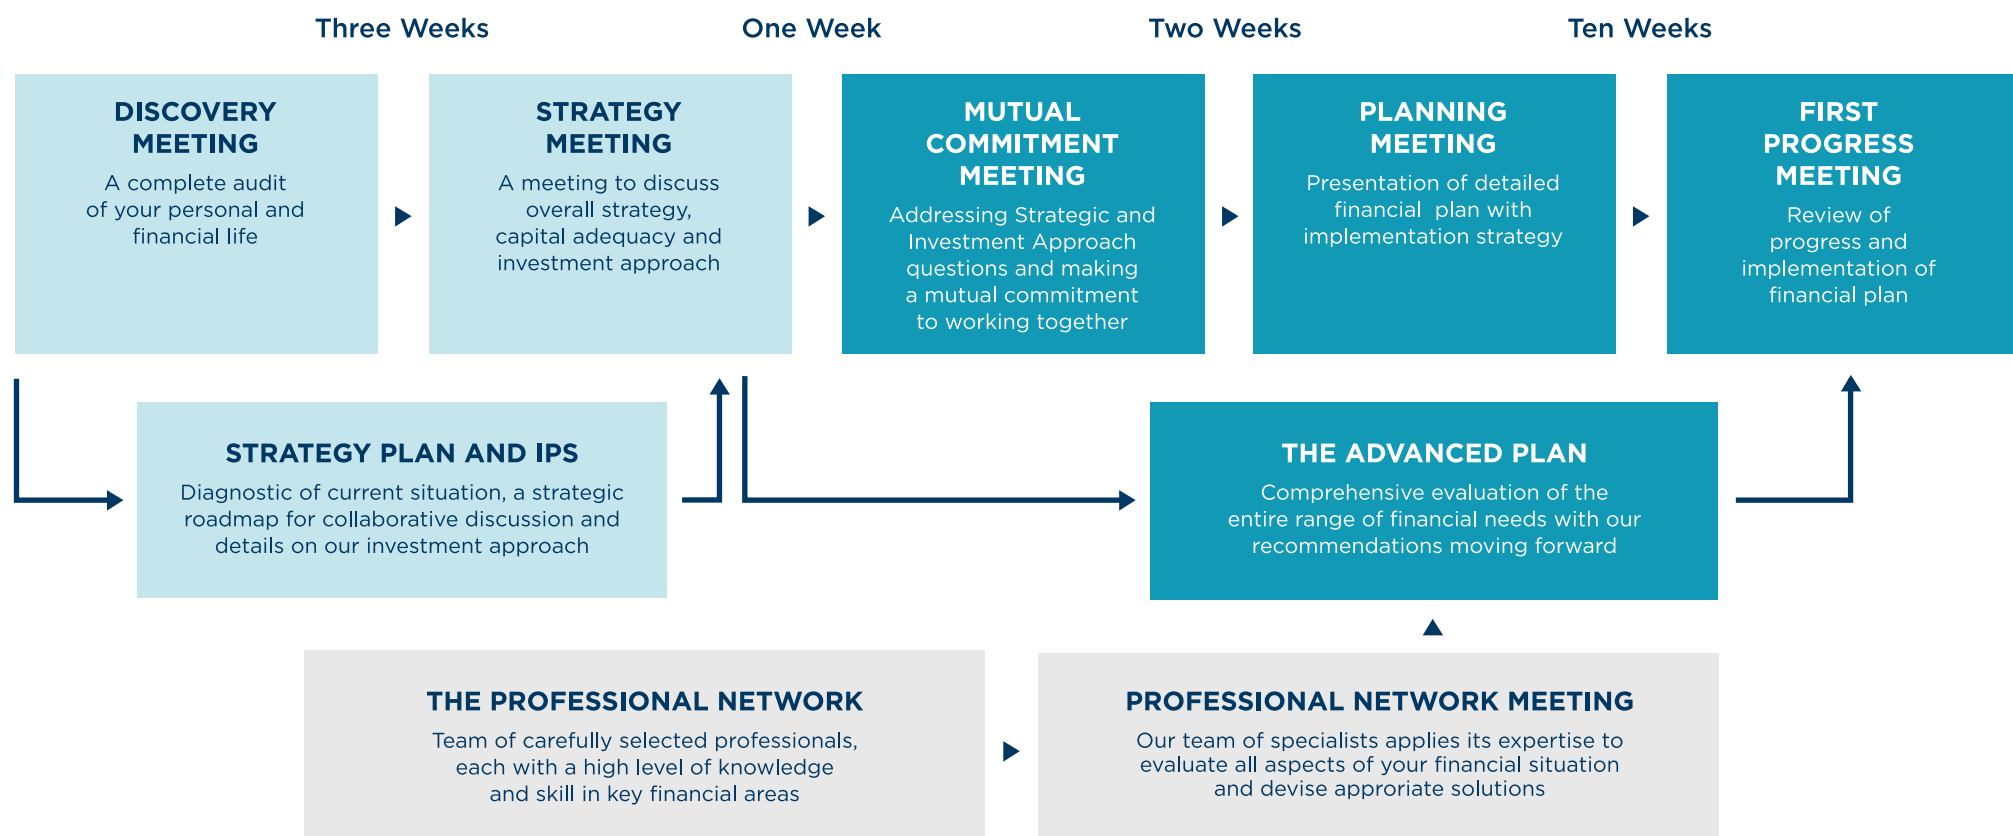 Three Weeks
One Week
Two Weeks
Ten Weeks
DISCOVERY
MEETING
A complete audit
of your personal and
financial life
STRATEGY
MEETING
A meeting to discuss
overall strategy,
capital adequacy and
investment approach
MUTUAL
COMMITMENT
MEETING
Addressing Strategic and
Investment Approach
questions and making
a mutual commitment
to working together
PLANNING
MEETING
Presentation of detailed
financial plan with
implementation strategy
FIRST
PROGRESS
MEETING
Review of
progress and
implementation of
financial plan
STRATEGY PLAN AND IPS
Diagnostic of current situation, a strategic
roadmap for collaborative discussion and
details on our investment approach
THE ADVANCED PLAN
Comprehensive evaluation of the
entire range of financial needs with our
recommendations moving forward
THE PROFESSIONAL NETWORK
Team of carefully selected professionals,
each with a high level of knowledge
and skill in key financial areas
PROFESSIONAL NETWORK MEETING
Our team of specialists applies its expertise to
evaluate all aspects of your financial situation
and devise approriate solutions